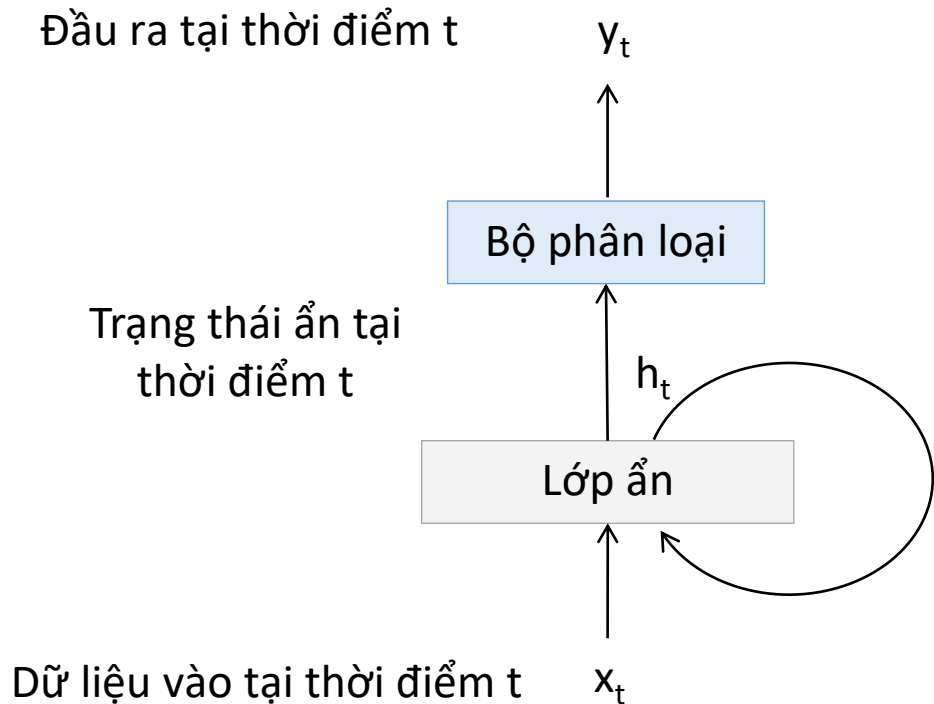 Đầu ra tại thời điểm t
yₜ
Bộ phân loại
Trạng thái ẩn tại
thời điểm t
hₜ
Lớp ẩn
Dữ liệu vào tại thời điểm t
xₜ